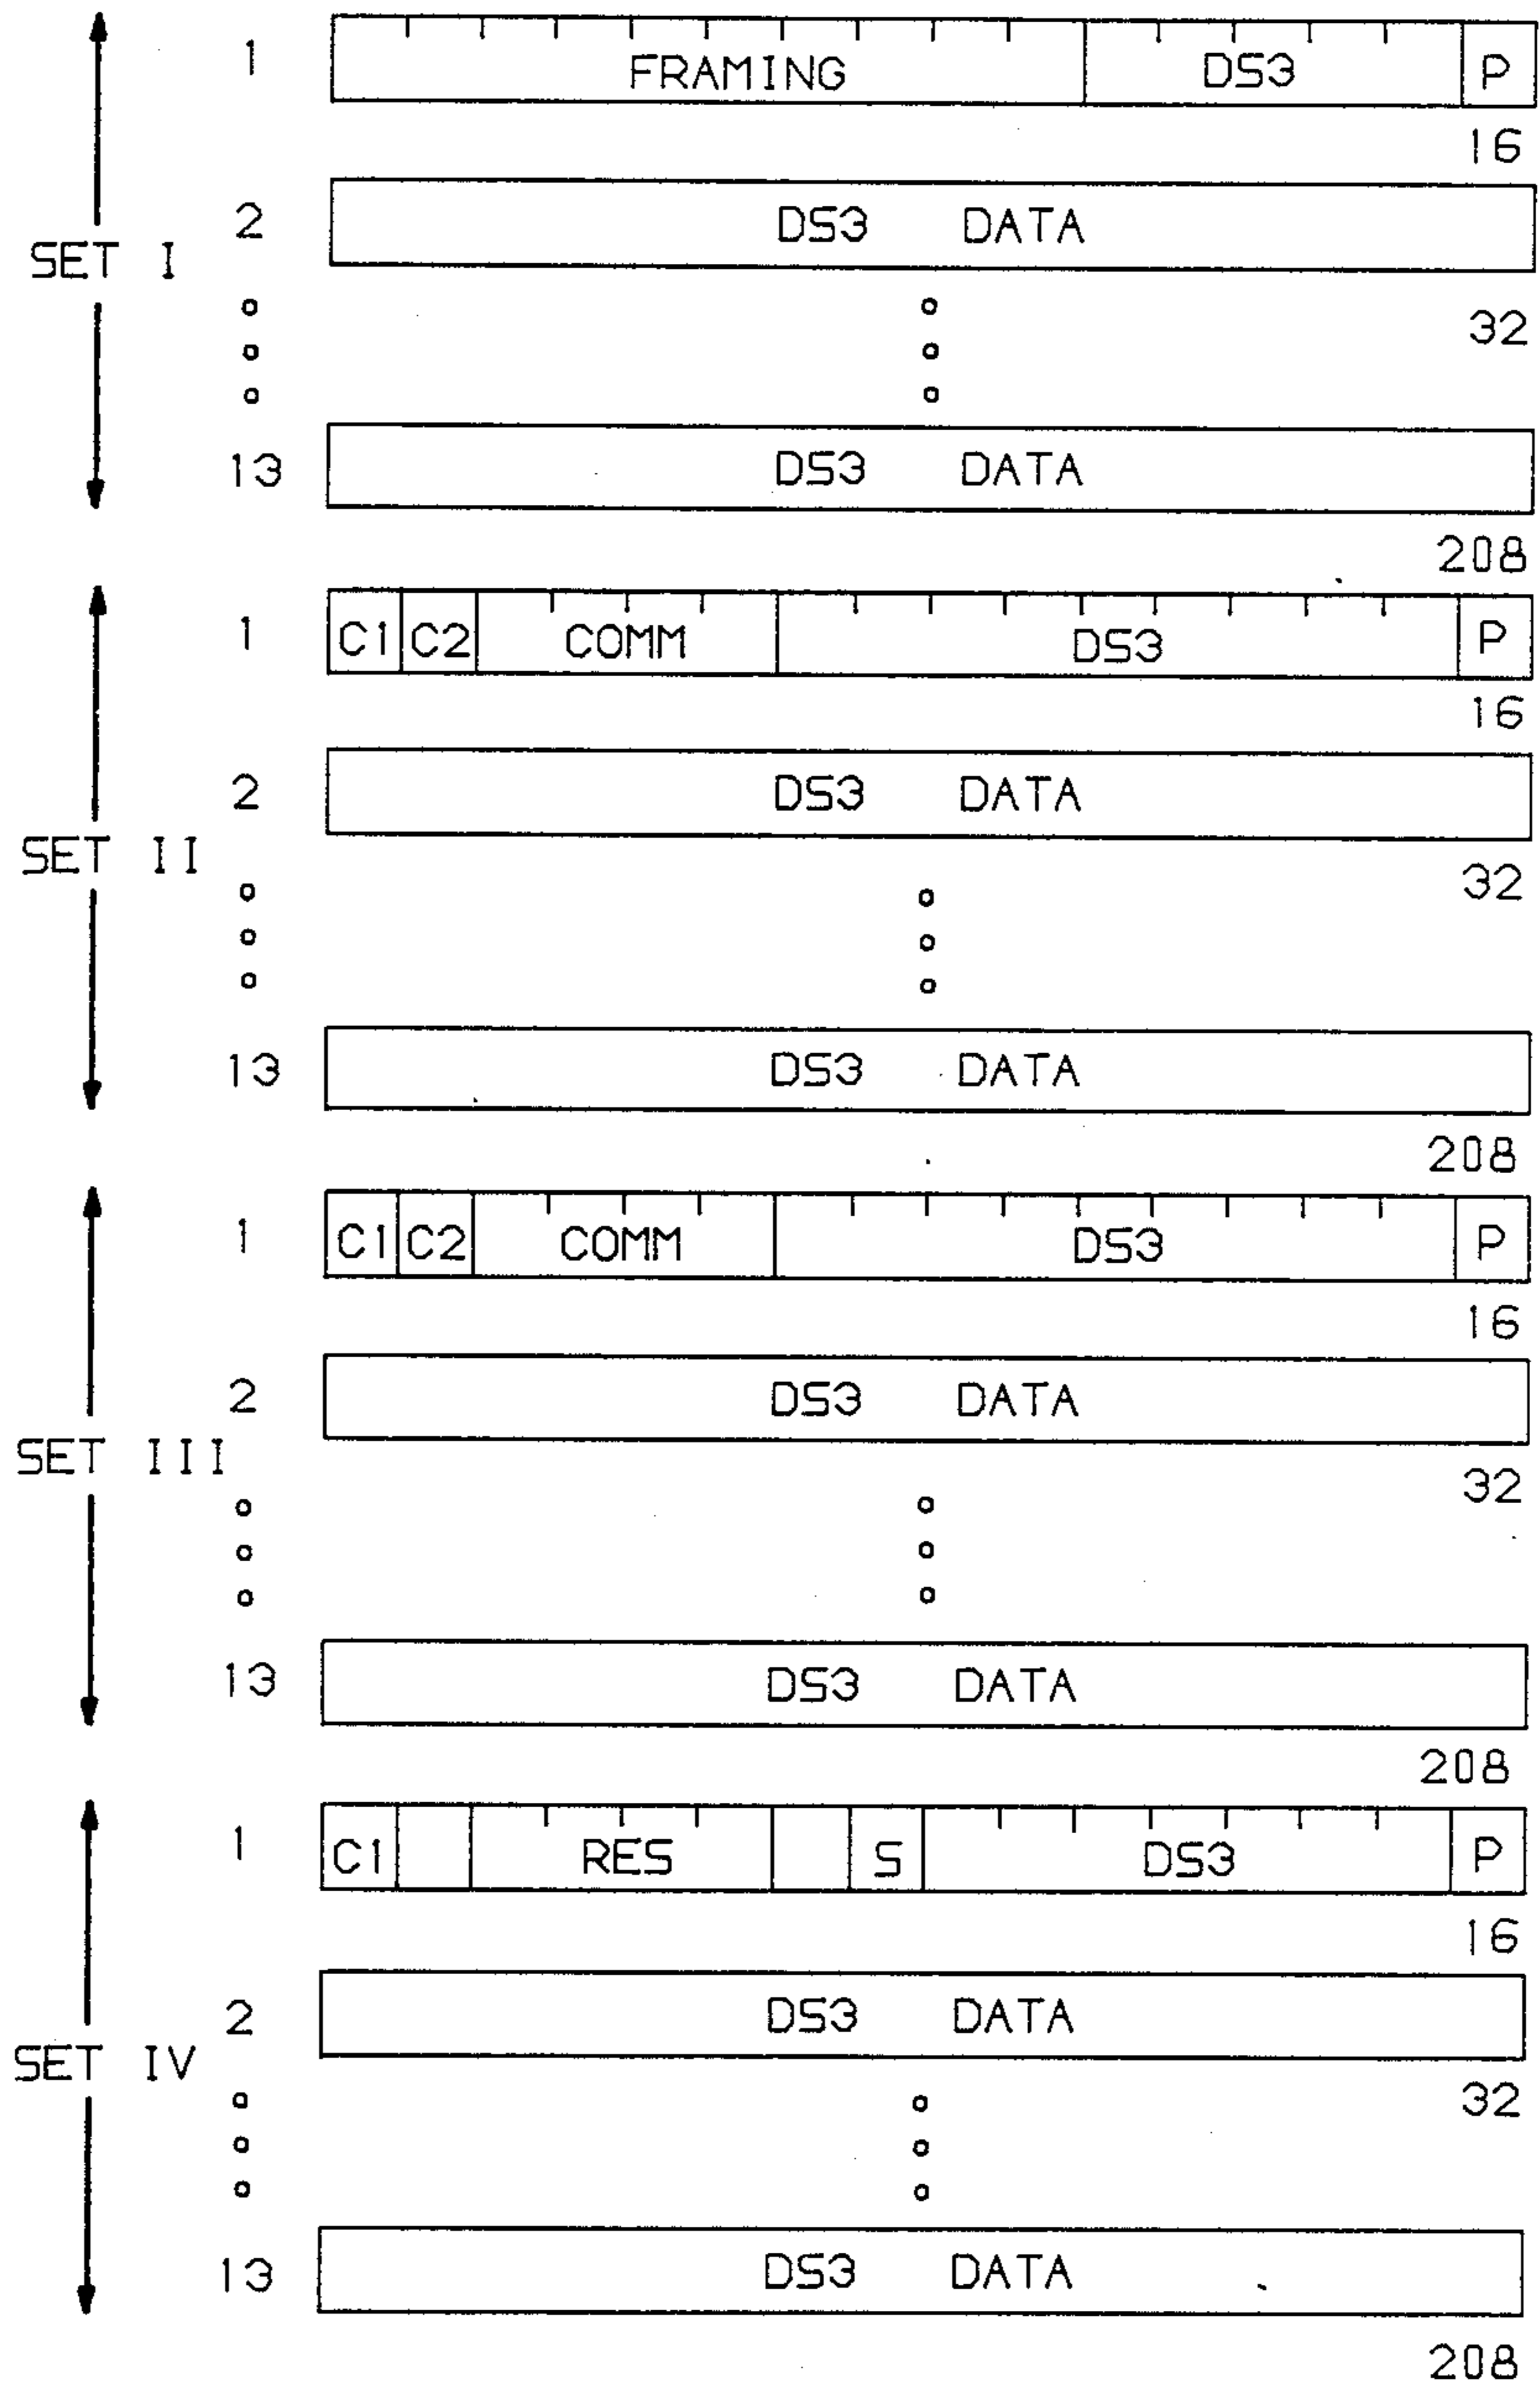 1 FRAMING DS3 P
16
2 DS3 DATA
SET I
32
13 DS3 DATA
208
1 C1 C2 COMM DS3 P
16
2 DS3 DATA
SET II
32
13 DS3 DATA
208
1 C1 C2 COMM DS3 P
16
2 DS3 DATA
SET III
32
13 DS3 DATA
208
1 C1 RES S DS3 P
16
2 DS3 DATA
SET IV
32
13 DS3 DATA
208